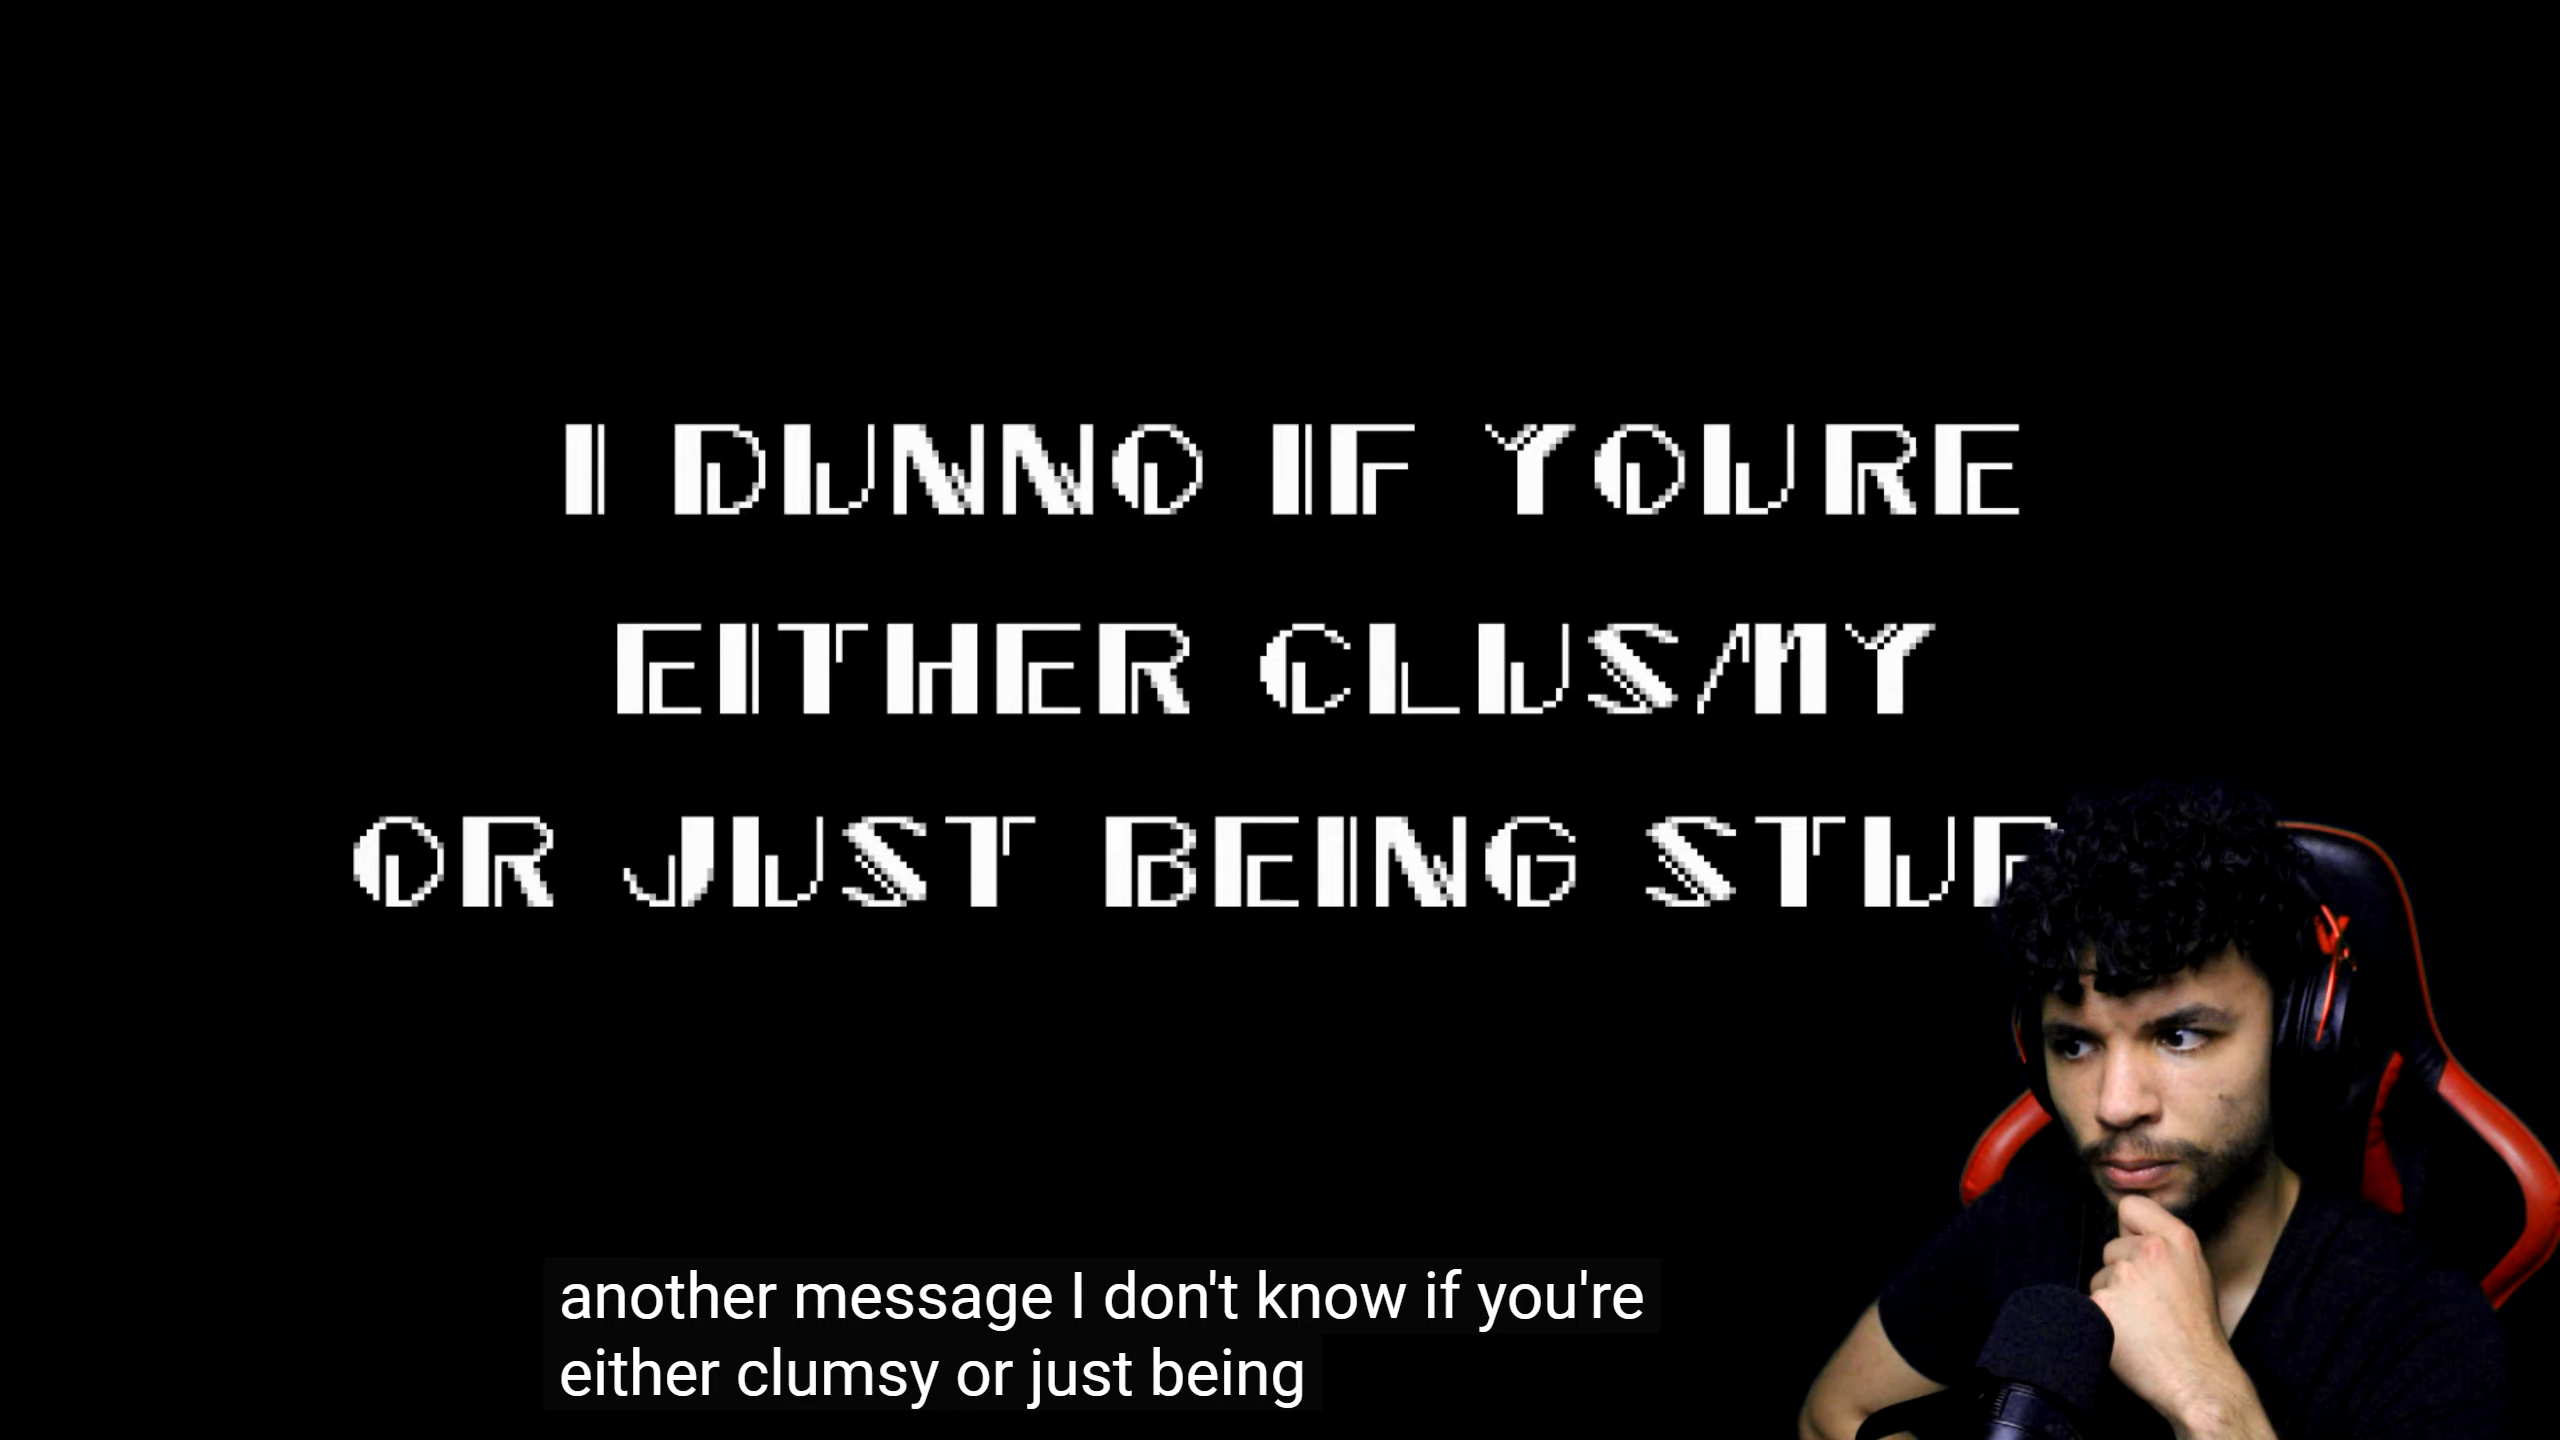 I DUNNO IF YOURE
EITHER CLUSMY
OR JUST BEING
another message I don't know if you're
either clumsy or just being